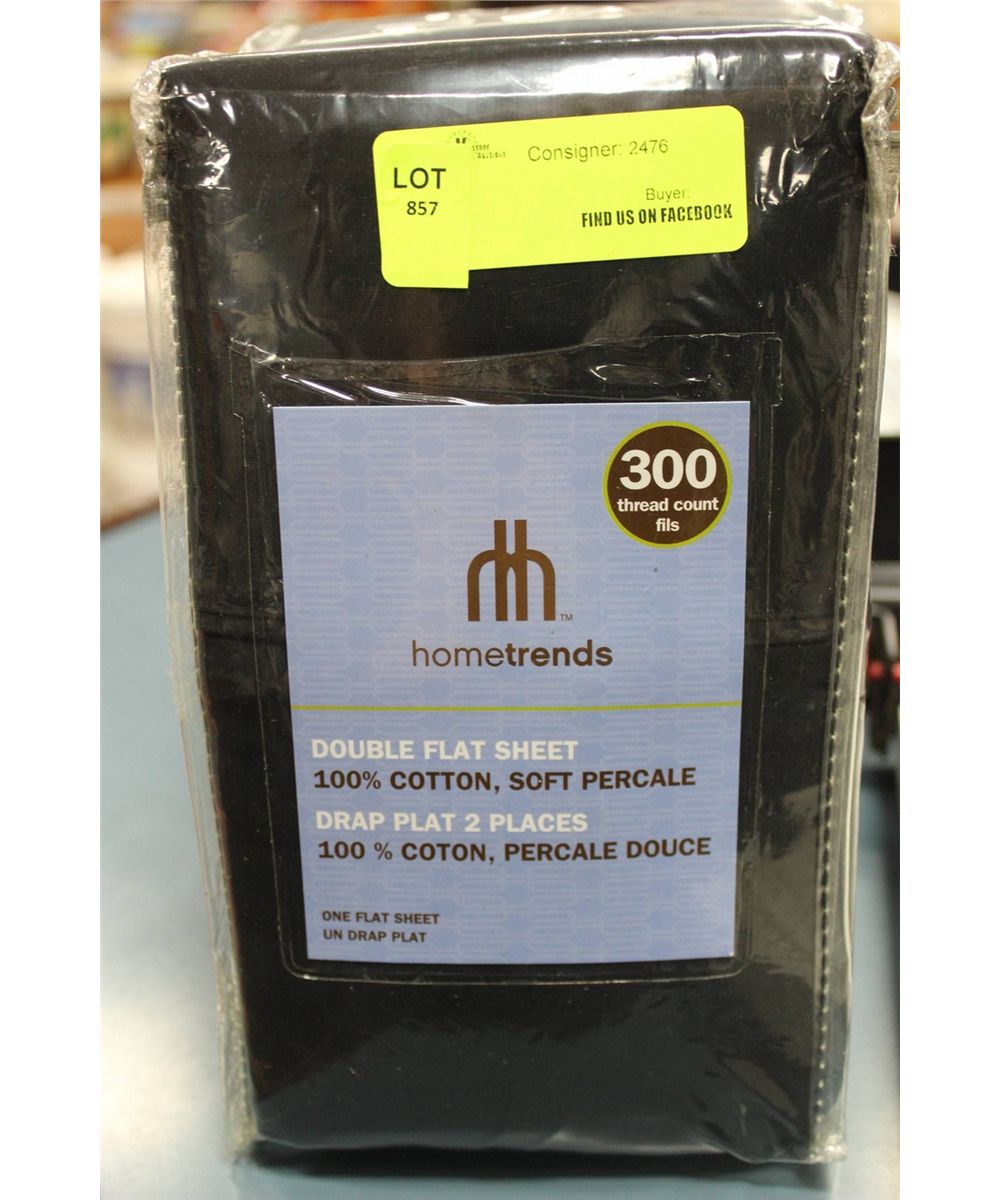 LOT
857
Consigner: 2476
Buyer:
FIND US ON FACEBOOK
300
thread count
fils
TM
hometrends
DOUBLE FLAT SHEET
100% COTTON, SOFT PERCALE
DRAP PLAT 2 PLACES
100 % COTON, PERCALE DOUCE
ONE FLAT SHEET
UN DRAP PLAT